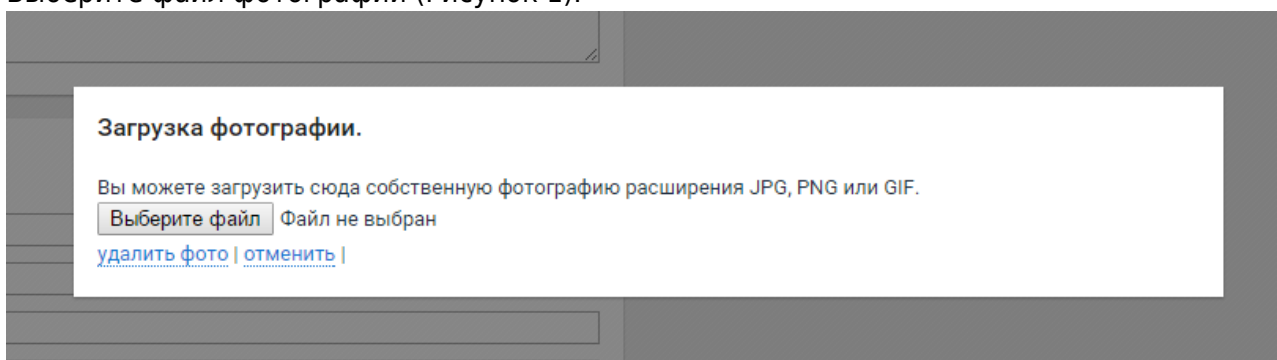 Выберите файл фотографии (Рисунок 1).
Загрузка фотографии.
Вы можете загрузить сюда собственную фотографию расширения JPG, PNG или GIF.
Выберите файл Файл не выбран
удалить фото | отменить |